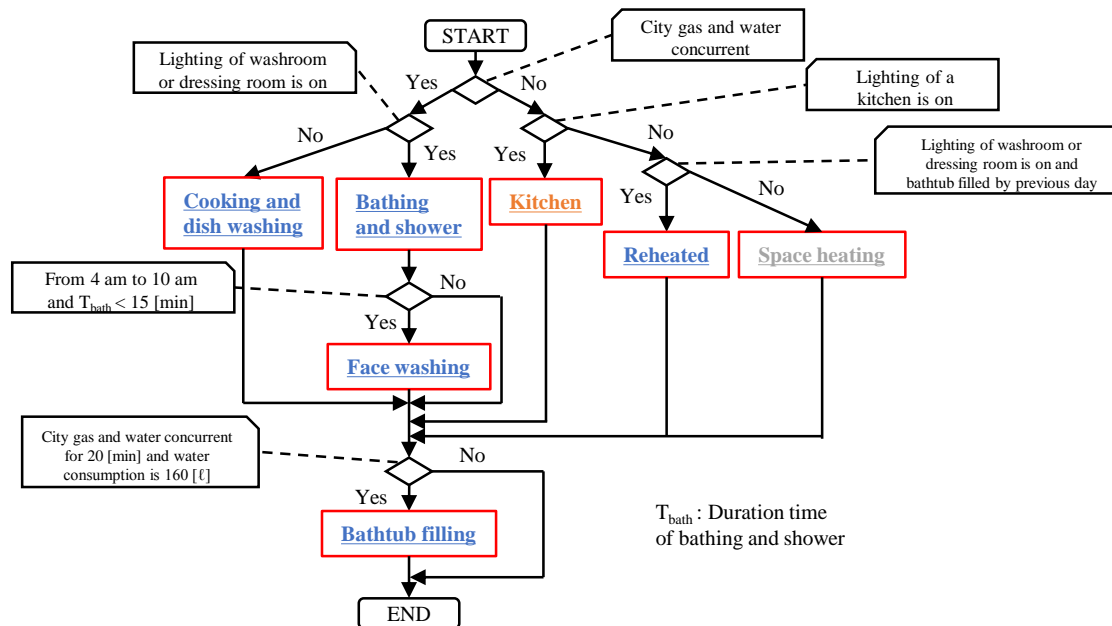 START
City gas and water
concurrent
Lighting of washroom
or dressing room is on
Yes
No
Lighting of a
kitchen is on
No
Yes
Yes
No
Lighting of washroom or
dressing room is on and
bathtub filled by previous day
Cooking and
dish washing
Bathing
and shower
Kitchen
Yes
No
Reheated
Space heating
From 4 am to 10 am
and Tbath < 15 [min]
No
Yes
Face washing
City gas and water concurrent
for 20 [min] and water
consumption is 160 [ℓ]
No
Yes
Bathtub filling
Tbath : Duration time
of bathing and shower
END